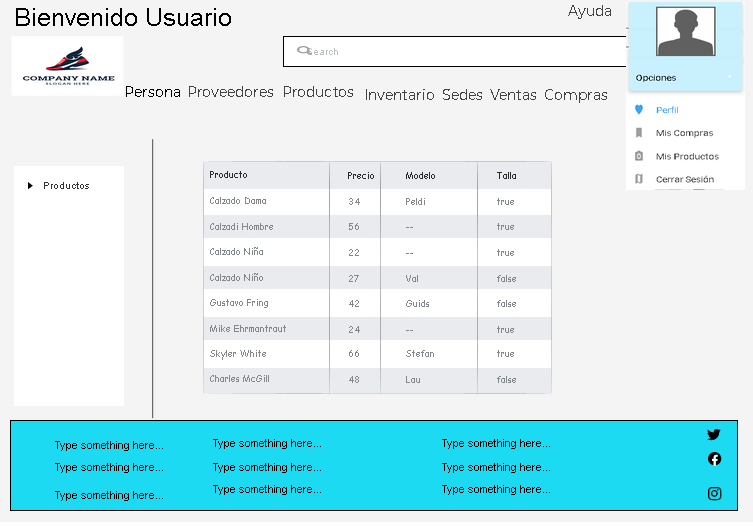 Bienvenido Usuario
Ayuda
Search
COMPANY NAME
SLOGAN HERE
Opciones
Persona Proveedores Productos Inventario Sedes Ventas Compras
Perfil
Mis Compras
Mis Productos
Cerrar Sesión
Productos
Producto Precio Modelo Talla
Calzado Dama 34 Peldi true
Calzadi Hombre 56 -- true
Calzado Niña 22 -- true
Calzado Niño 27 Val false
Gustavo Fring 42 Guids false
Mike Ehrmantraut 24 -- true
Skyler White 66 Stefan true
Charles McGill 48 Lau false
Type something here... Type something here... Type something here...
Type something here... Type something here... Type something here...
Type something here... Type something here... Type something here...